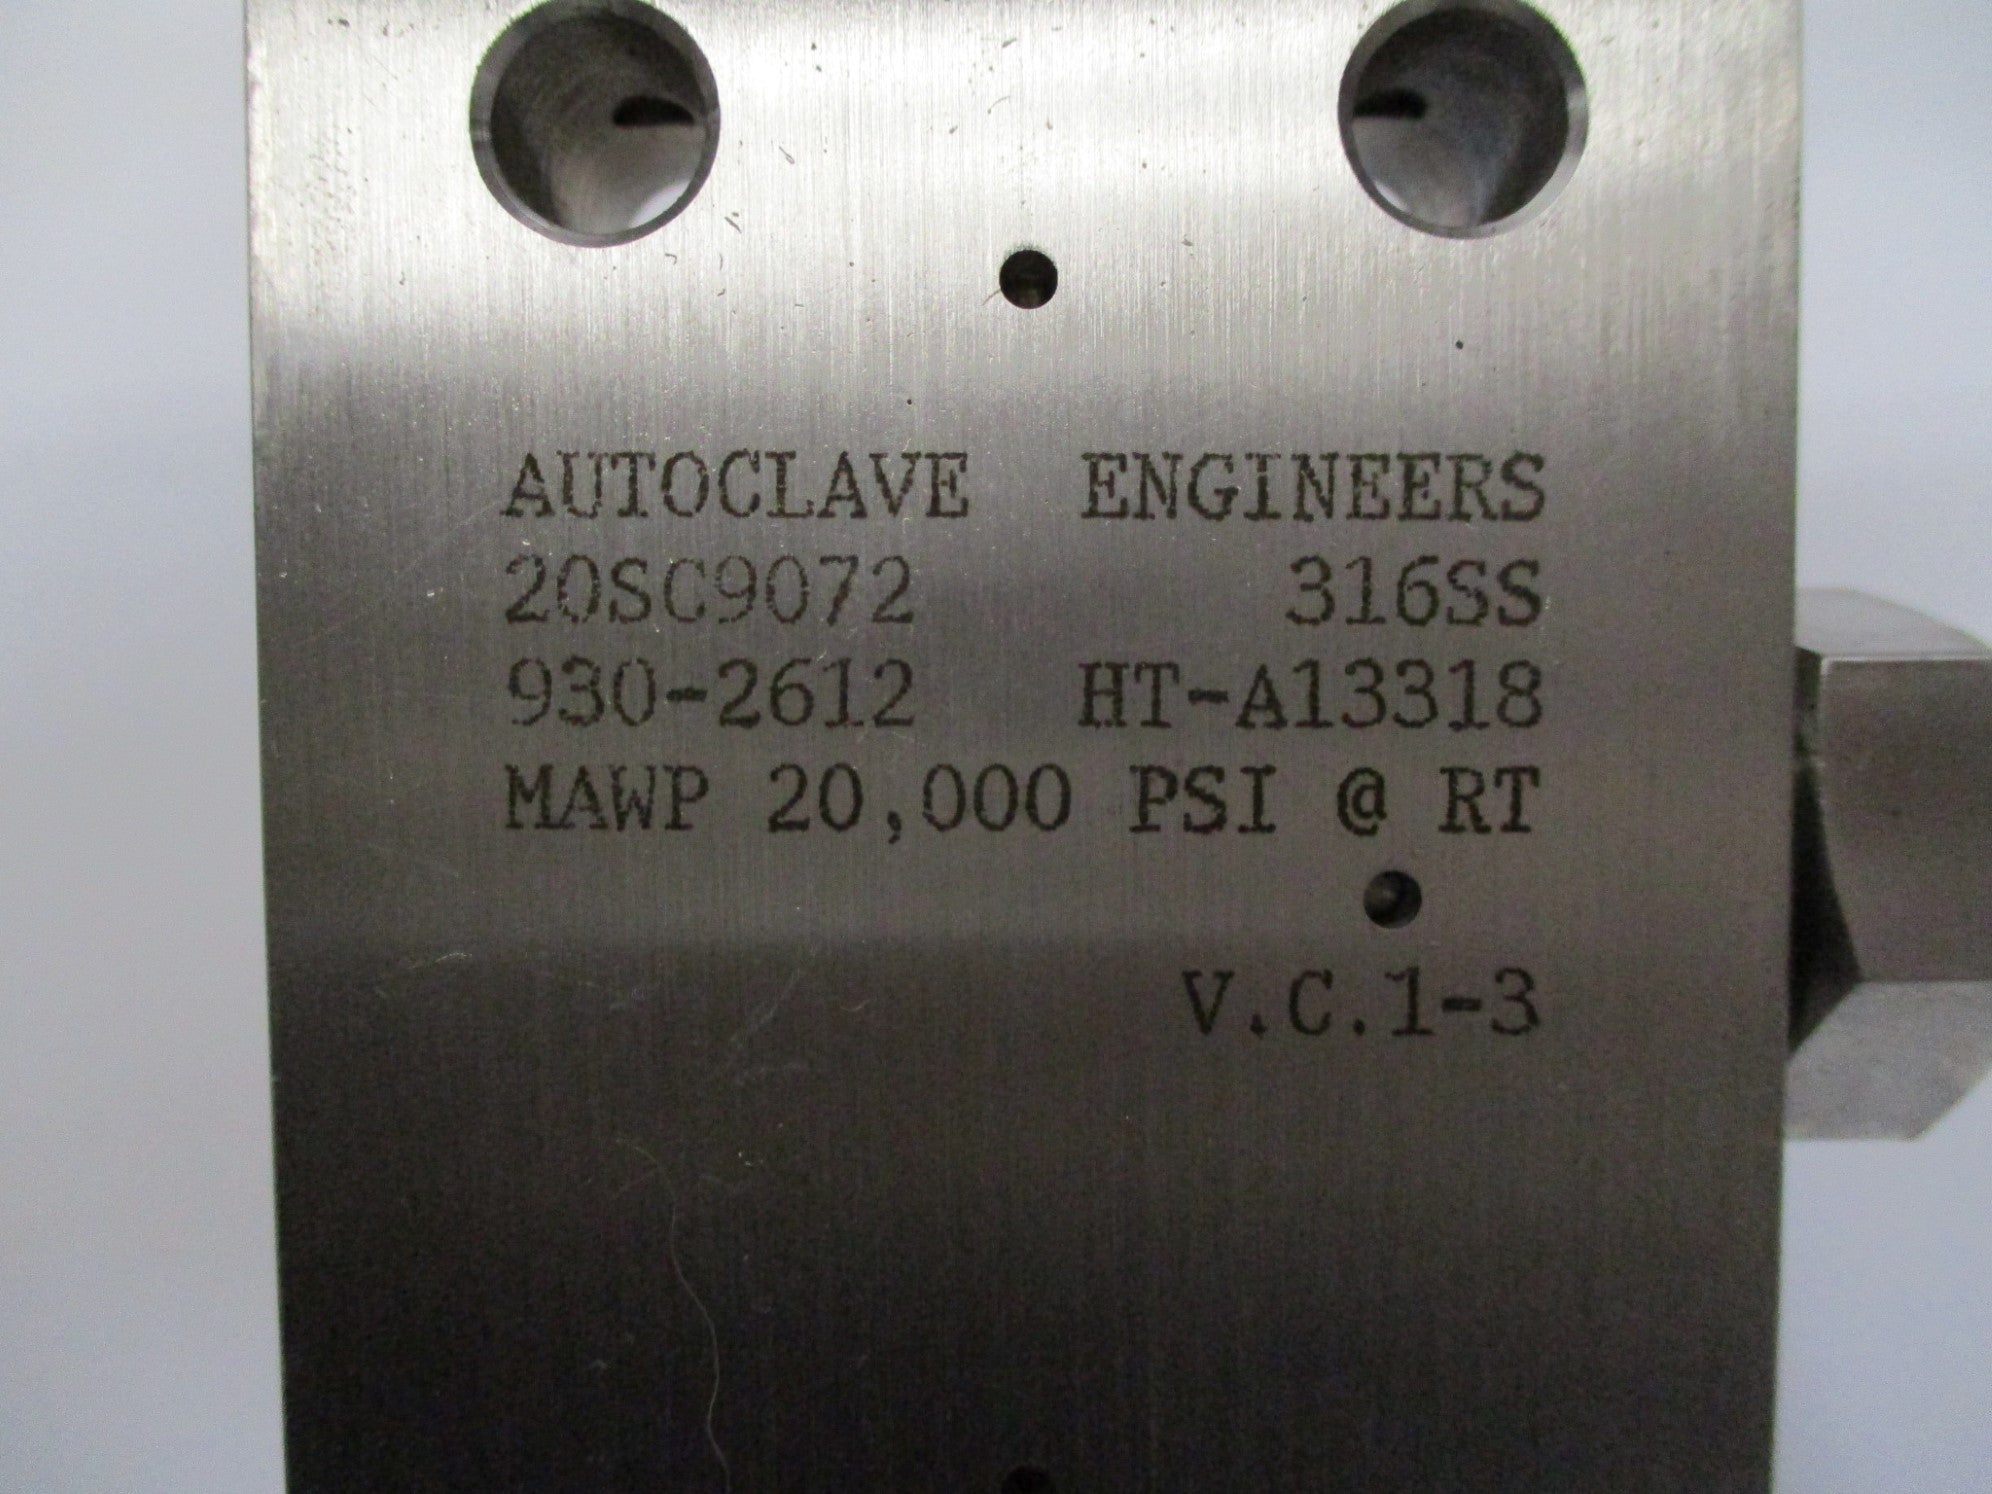 AUTOCLAVE ENGINEERS
20SC9072 316SS
930-2612 HT-A13318
MAWP 20,000 PSI @ RT
V.C.1-3